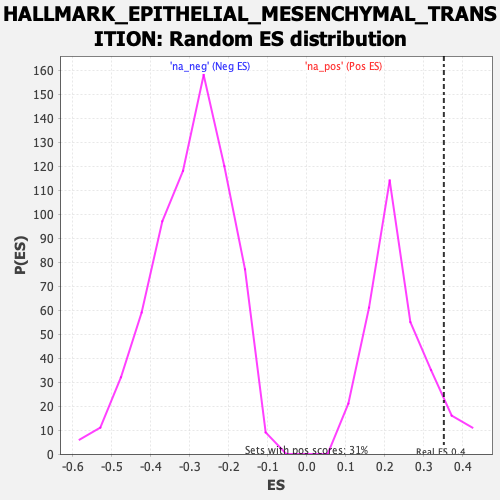 HALLMARK_EPITHELIAL_MESENCHYMAL_TRANS
ITION: Random ES distribution
'na_neg' (Neg ES)
'na_pos' (Pos ES)
160
150
140
130
120
110
100
90
80
70
60
50
40
30
20
10
0
P(ES)
Sets with pos scores: 31%
Real ES 0.4
-0.6 -0.5 -0.4 -0.3 -0.2 -0.1 0.0 0.1 0.2 0.3 0.4
ES